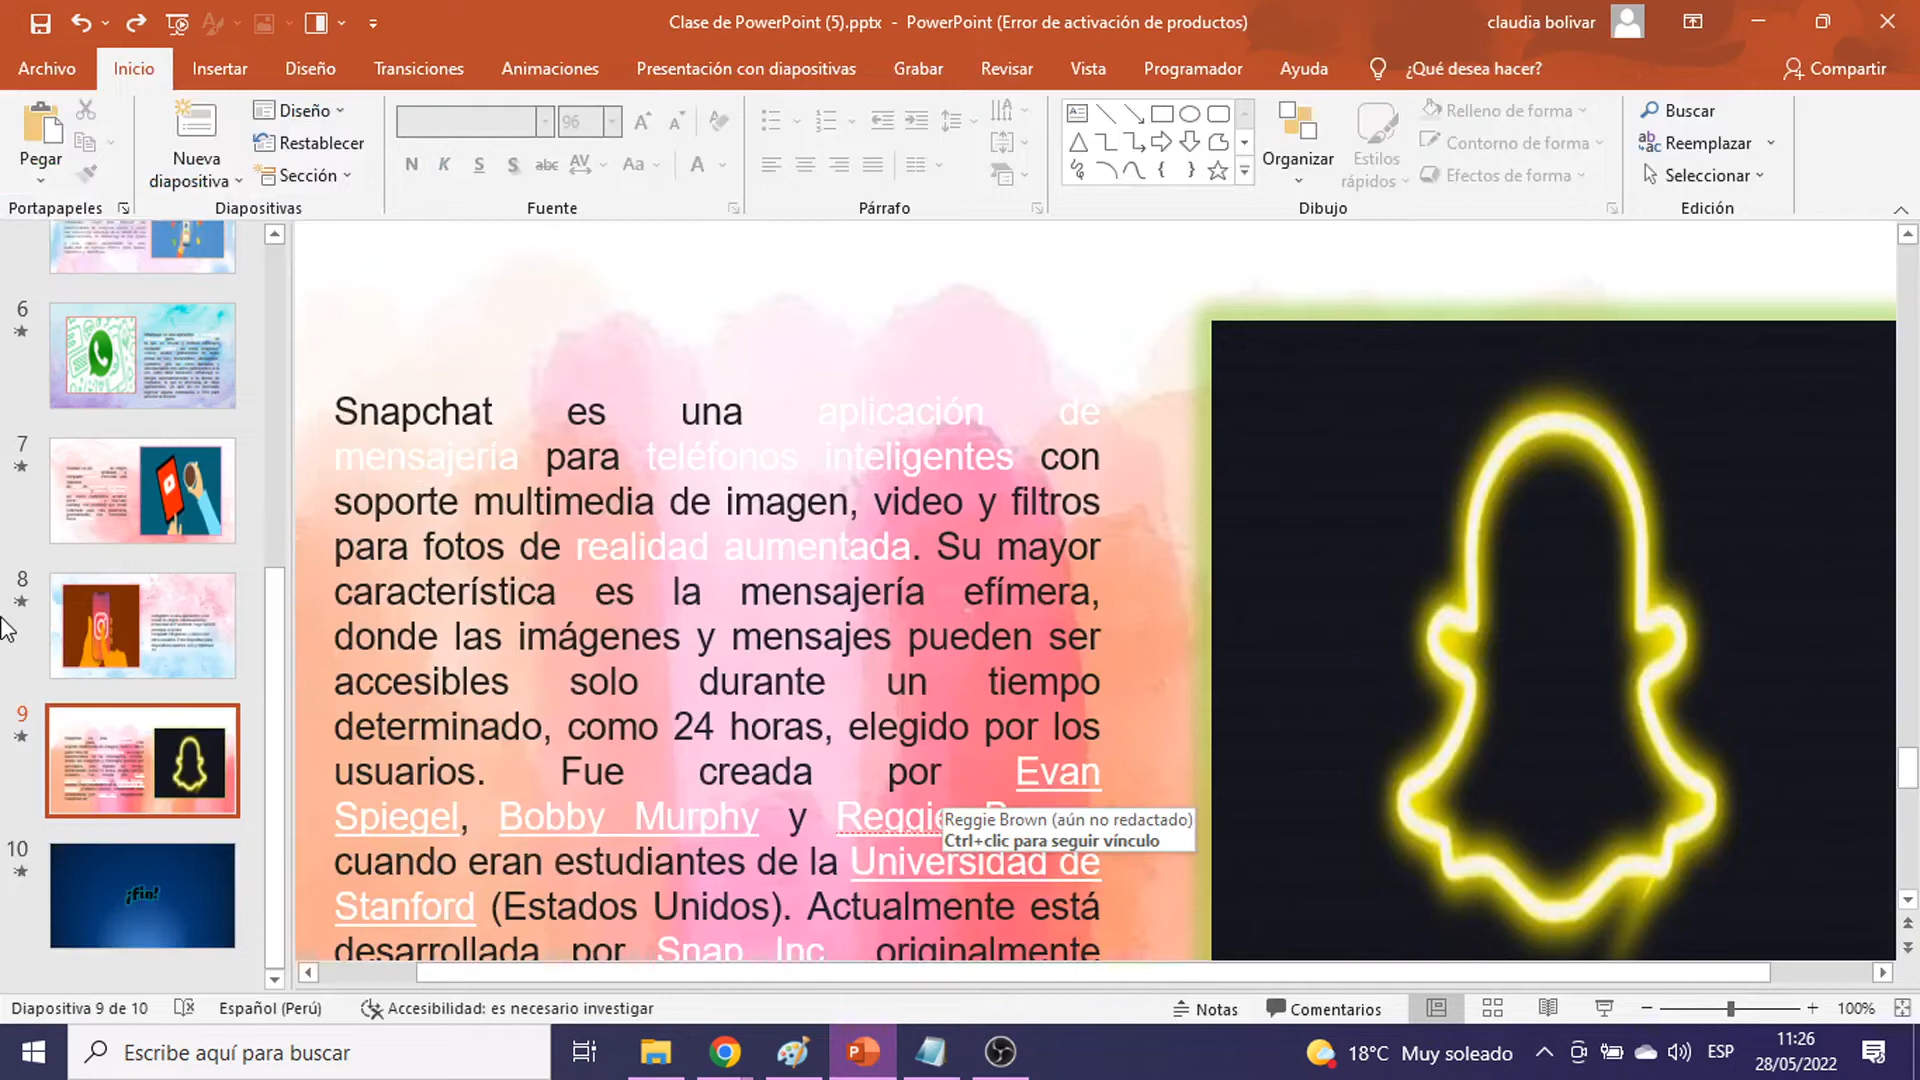 Clase de PowerPoint (5).pptx - PowerPoint (Error de activación de productos)
claudia bolivar
Archivo Inicio Insertar Diseño Transiciones Animaciones Presentación con diapositivas Grabar Revisar Vista Programador Ayuda ¿Qué desea hacer? Compartir
Pegar
Portapapeles
Nueva
diapositiva
Diseño
Restablecer
Sección
Diapositivas
96
N K S S abc AV Aa A
Fuente
Párrafo
Organizar
Estilos
rápidos
Relleno de forma
Contorno de forma
Efectos de forma
Dibujo
Buscar
Reemplazar
Seleccionar
Edición
6
7
8
9
10
¡fin!
Snapchat es una aplicación de
mensajería para teléfonos inteligentes con
soporte multimedia de imagen, video y filtros
para fotos de realidad aumentada. Su mayor
característica es la mensajería efímera,
donde las imágenes y mensajes pueden ser
accesibles solo durante un tiempo
determinado, como 24 horas, elegido por los
usuarios. Fue creada por Evan
Spiegel, Bobby Murphy y Reggie
Reggie Brown (aún no redactado)
Ctrl+clic para seguir vínculo
cuando eran estudiantes de la Universidad de
Stanford (Estados Unidos). Actualmente está
desarrollada por Snap Inc originalmente
Diapositiva 9 de 10 Español (Perú) Accesibilidad: es necesario investigar Notas Comentarios 100%
Escribe aquí para buscar
18°C Muy soleado
ESP
11:26
28/05/2022